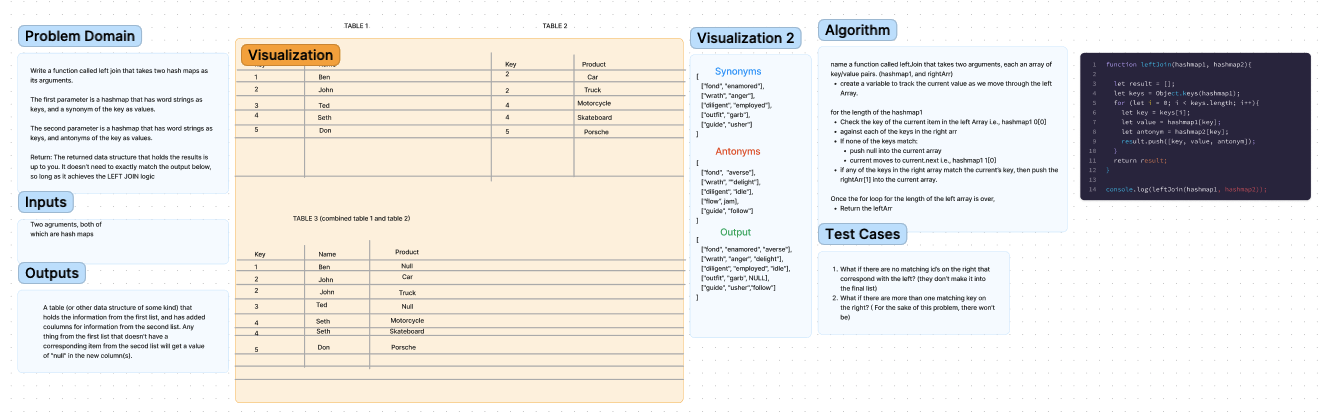 Problem Domain
Write a function called left join that takes two hash maps as
its arguments.
The first parameter is a hashmap that has word strings as
keys, and a synonym of the key as values.
The second parameter is a hashmap that has word strings as
keys, and antonyms of the key as values.
Return: The returned data structure that holds the results is
up to you. It doesn't need to exactly match the output below,
so long as it achieves the LEFT JOIN logic
Inputs
Two agruments, both of
which are hash maps
Outputs
A table (or other data structure of some kind) that
holds the information from the first list, and has added
coulumns for information from the second list. Any
thing from the first list that doesn't have a
corresponding item from the secod list will get a value
of "null" in the new column(s).
TABLE 1
TABLE 2
Visualization
Key Product
1 Ben 2 Car
2 John 2 Truck
3 Ted 4 Motorcycle
4 Seth 4 Skateboard
5 Don 5 Porsche
TABLE 3 (combined table 1 and table 2)
Key Name Product
1 Ben Null
2 John Car
2 John Truck
3 Ted Null
4 Seth Motorcycle
4 Seth Skateboard
5 Don Porsche
Visualization 2
Synonyms
[
["fond", "enamored"],
["wrath", "anger"],
["diligent", "employed"],
["outfit", "garb"],
["guide", "usher"]
]
Antonyms
[
["fond", "averse"],
["wrath", ""delight"],
["diligent", "idle"],
["flow", jam],
["guide", "follow"]
]
Output
[
["fond", "enamored", "averse"],
["wrath", "anger", "delight"],
["diligent", "employed", "idle"],
["outfit", "garb", NULL],
["guide", "usher","follow"]
]
Algorithm
name a function called leftJoin that takes two arguments, each an array of
key/value pairs. (hashmap1, and rightArr)
• create a variable to track the current value as we move through the left
Array.
for the length of the hashmap1
• Check the key of the current item in the left Array i.e., hashmap1 0[0]
• against each of the keys in the right arr
• If none of the keys match:
• push null into the current array
• current moves to current.next i.e., hashmap1 1[0]
• if any of the keys in the right array match the current key, then push the
rightArr[1] into the current array.
Once the for loop for the length of the left array is over,
• Return the leftArr
Test Cases
1. What if there are no matching id's on the right that
correspond with the left? (they don't make it into
the final list)
2. What if there are more than one matching key on
the right? ( For the sake of this problem, there won't
be)
1 function leftJoin(hashmap1, hashmap2){
2
3 let result = [];
4 let keys = Object.keys(hashmap1);
5 for (let i = 0; i < keys.length; i++){
6 let key = keys[i];
7 let value = hashmap1[key];
8 let antonym = hashmap2[key];
9 result.push([key, value, antonym]);
10 }
11 return result;
12 }
13
14 console.log(leftJoin(hashmap1, hashmap2));